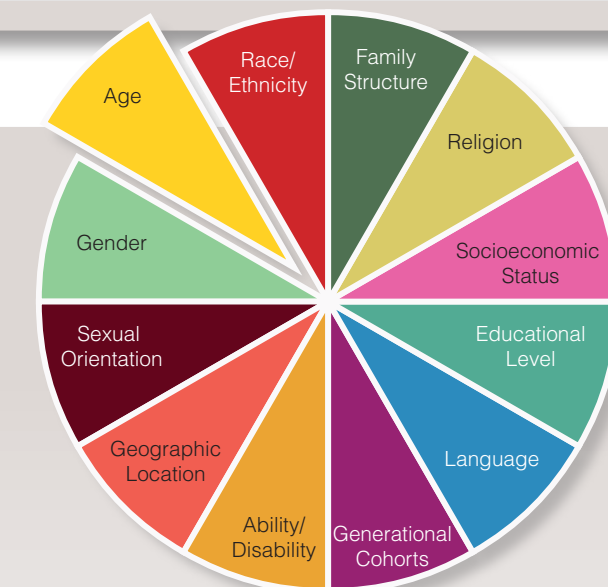 Race/
Ethnicity
Family
Structure
Religion
Socioeconomic
Status
Educational
Level
Language
Generational
Cohorts
Ability/
Disability
Geographic
Location
Sexual
Orientation
Gender
Age